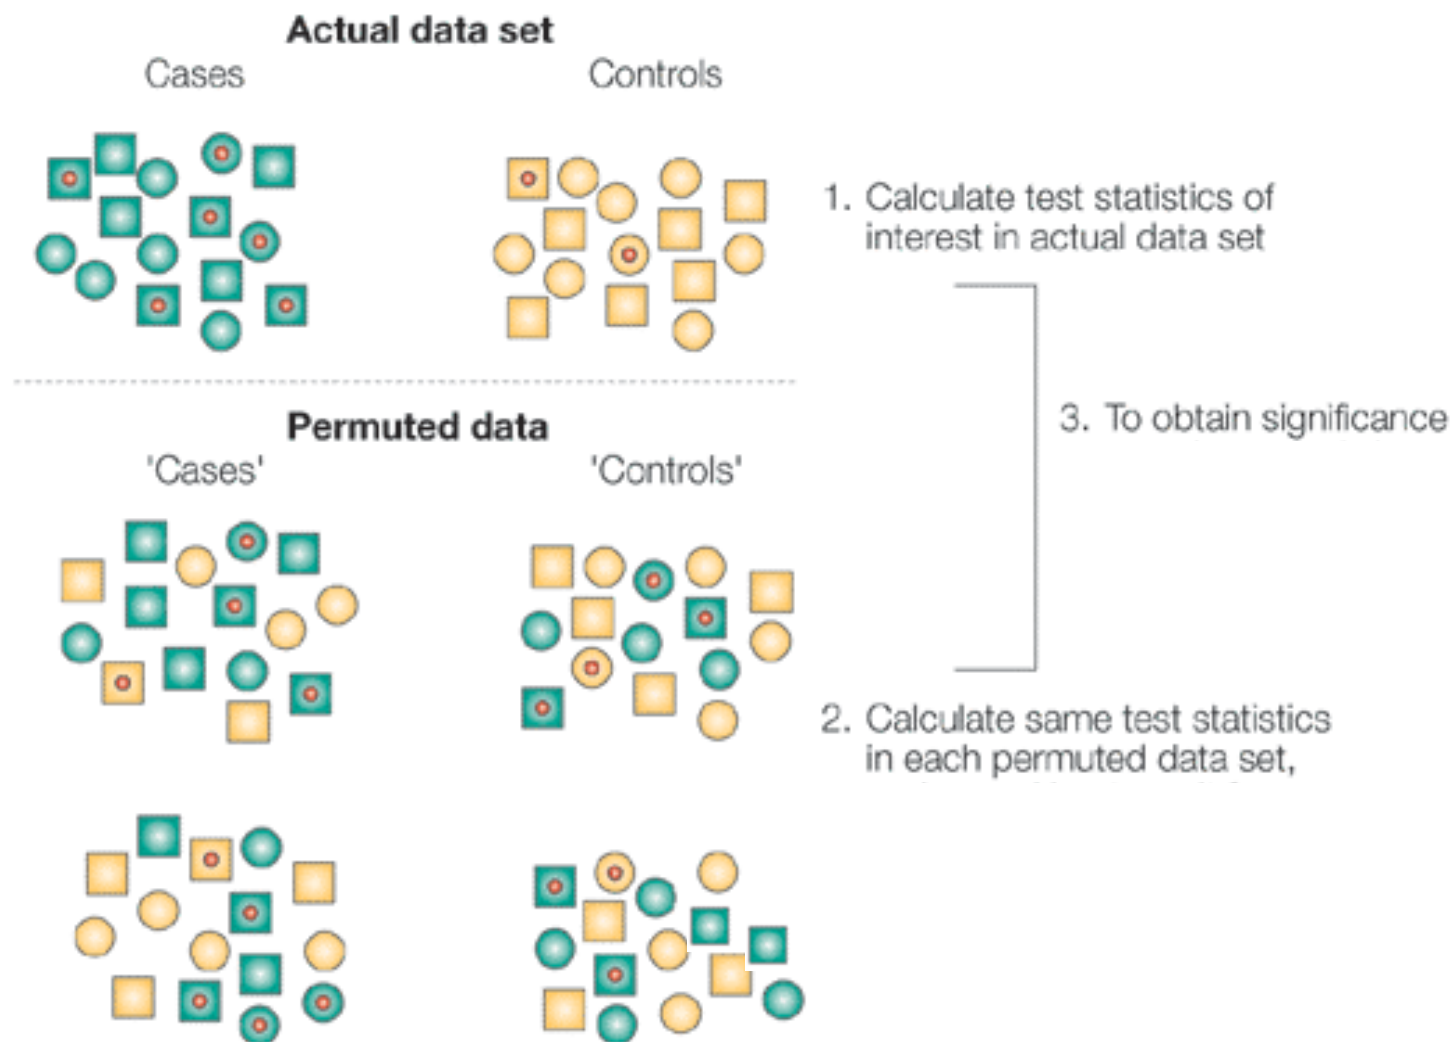 Actual data set
Cases
Controls
1. Calculate test statistics of
interest in actual data set
Permuted data
'Cases'
'Controls'
3. To obtain significance
2. Calculate same test statistics
in each permuted data set,